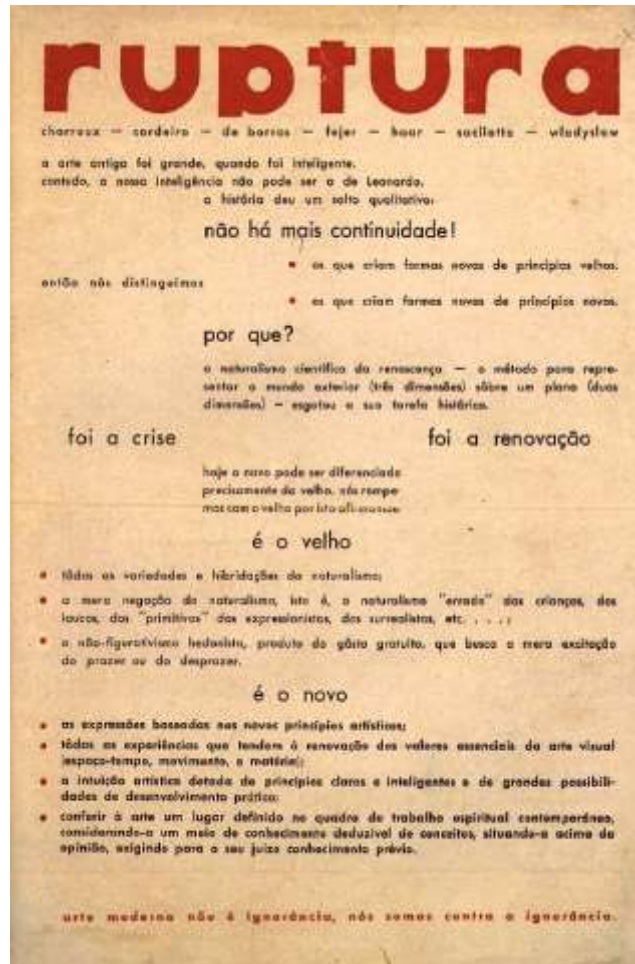 ruptura
charroux – cordeiro – de barros – fejer – haar – sacilotto – wladyslaw
a arte antiga foi grande, quando foi inteligente.
contudo, a nossa inteligência não pode ser a de Leonardo.
a história deu um salto qualitativo:
não há mais continuidade!
• os que criam formas novas de princípios velhos.
então nós distinguimos
• os que criam formas novas de princípios novos.
por que?
o naturalismo científico da renascença — o método para repre-
sentar o mundo exterior (três dimensões) sôbre um plano (duas
dimensões) — esgotou a sua tarefa histórica.
foi a crise foi a renovação
hoje o novo pode ser diferenciado
precisamente do velho. nós rompe-
mos com o velho por isto afirmamos:
é o velho
• tôdas as variedades e hibridações do naturalismo;
• a mera negação do naturalismo, isto é, o naturalismo "errado" das crianças, dos
loucos, dos "primitivos" dos expressionistas, dos surrealistas, etc. . . . ;
• o não-figurativismo hedonista, produto do gôsto gratuito, que busca a mera excitação
do prazer ou do desprazer.
é o novo
• as expressões baseadas nos novos princípios artísticos;
• tôdas as experiências que tendem à renovação dos valores essenciais da arte visual
(espaço-tempo, movimento, e matéria);
• a intuição artística dotada de princípios claros e inteligentes e de grandes possibili-
dades de desenvolvimento prático;
• conferir à arte um lugar definido no quadro do trabalho espiritual contemporâneo,
considerando-a um meio de conhecimento deduzível de conceitos, situando-a acima da
opinião, exigindo para o seu juízo conhecimento prévio.
arte moderna não é ignorância, nós somos contra a ignorância.